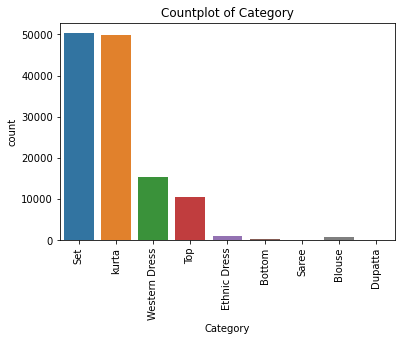 Countplot of Category
50000
40000
30000
20000
10000
0
count
Set
kurta
Western Dress
Top
Ethnic Dress
Bottom
Saree
Blouse
Dupatta
Category